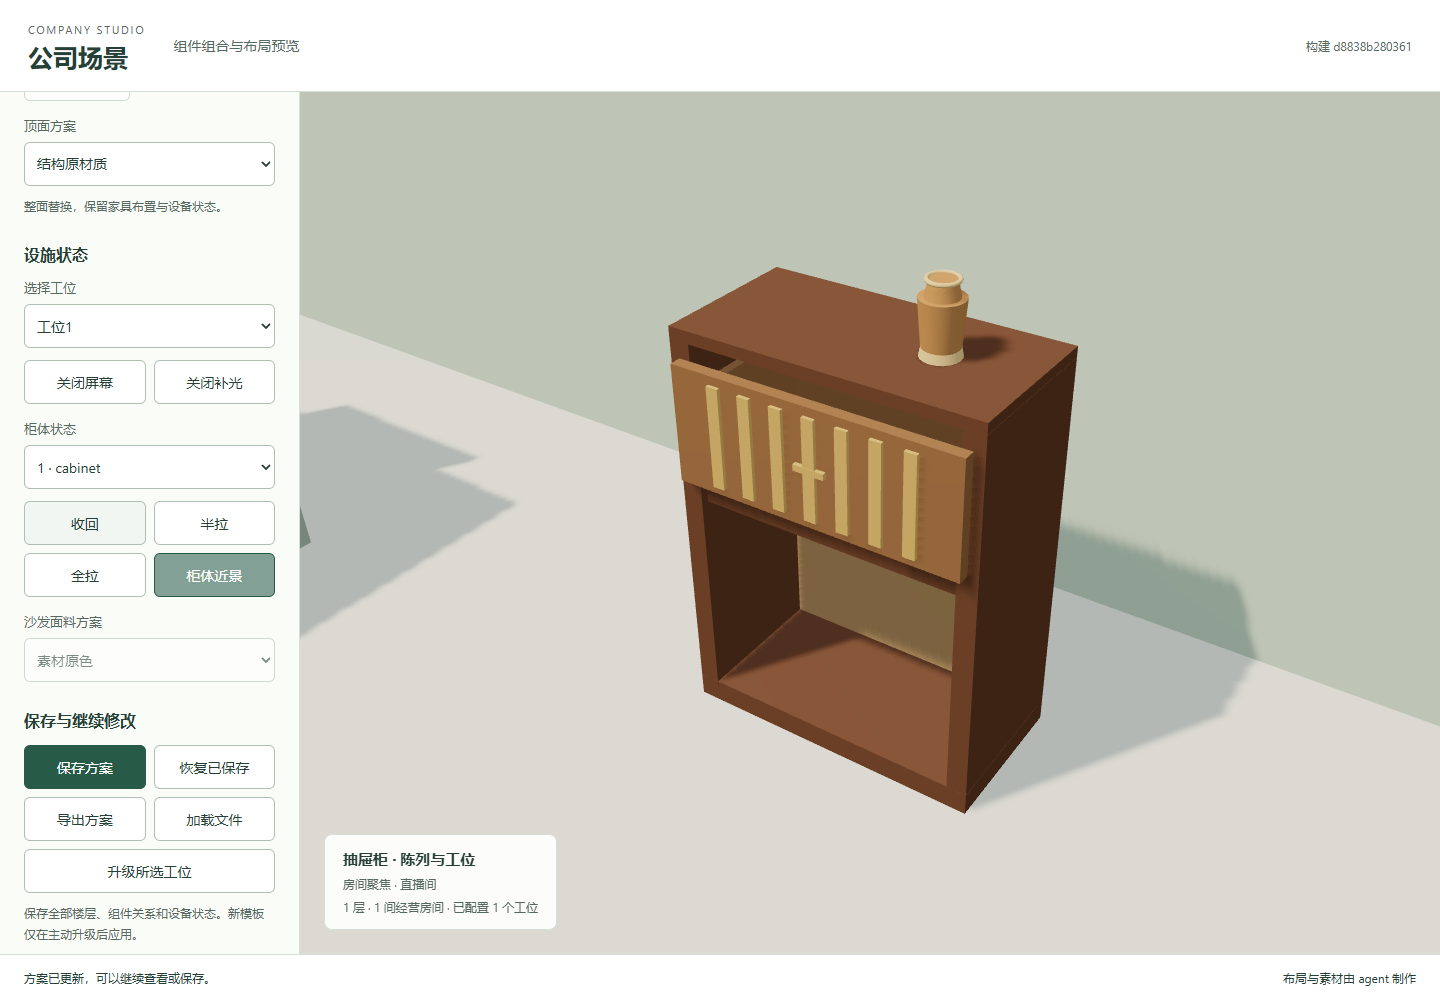 COMPANY STUDIO
公司场景
组件组合与布局预览
构建 d8838b280361
顶面方案
结构原材质
整面替换，保留家具布置与设备状态。
设施状态
选择工位
工位1
关闭屏幕
关闭补光
柜体状态
1 · cabinet
收回
半拉
全拉
柜体近景
沙发面料方案
素材原色
保存与继续修改
保存方案
恢复已保存
导出方案
加载文件
升级所选工位
保存全部楼层、组件关系和设备状态。新模板
仅在主动升级后应用。
抽屉柜 · 陈列与工位
房间聚焦 · 直播间
1 层 · 1 间经营房间 · 已配置 1 个工位
方案已更新，可以继续查看或保存。
布局与素材由 agent 制作